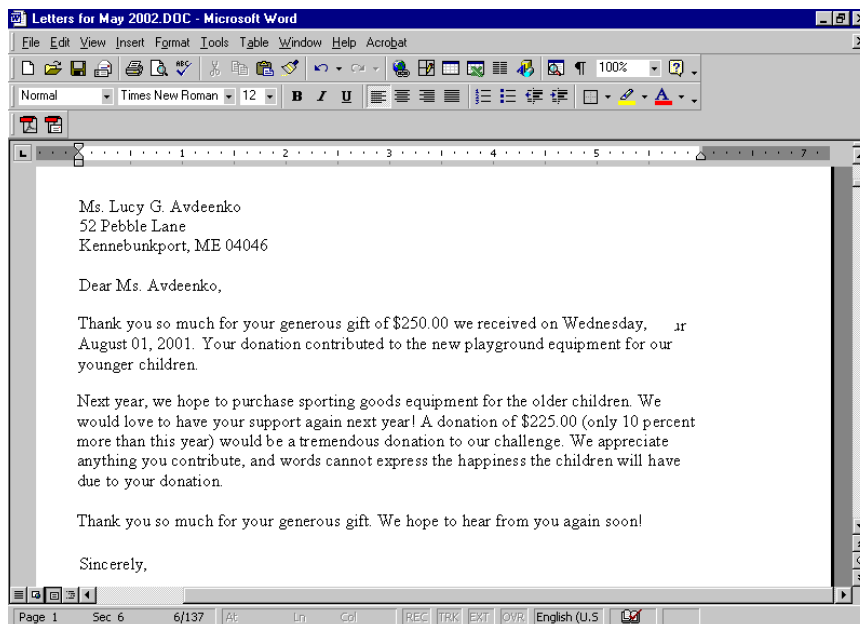 Letters for May 2002.DOC - Microsoft Word
File Edit View Insert Format Tools Table Window Help Acrobat
ABC 100%
Normal Times New Roman 12 B I U A
L 1 2 3 4 5 7
Ms. Lucy G. Avdeenko
52 Pebble Lane
Kennebunkport, ME 04046
Dear Ms. Avdeenko,
Thank you so much for your generous gift of $250.00 we received on Wednesday,
August 01, 2001. Your donation contributed to the new playground equipment for our
younger children.
Next year, we hope to purchase sporting goods equipment for the older children. We
would love to have your support again next year! A donation of $225.00 (only 10 percent
more than this year) would be a tremendous donation to our challenge. We appreciate
anything you contribute, and words cannot express the happiness the children will have
due to your donation.
Thank you so much for your generous gift. We hope to hear from you again soon!
Sincerely,
Page 1 Sec 6 6/137 At Ln Col REC TRK EXT OVR English (U.S